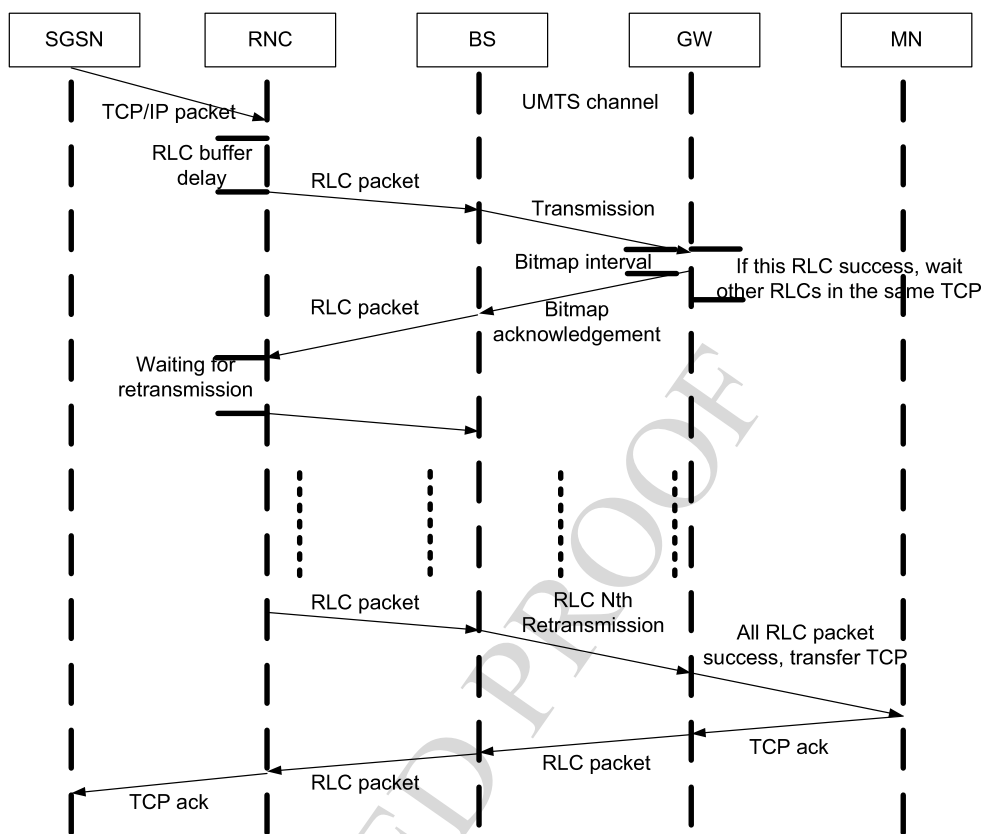 SGSN
RNC
BS
GW
MN
UMTS channel
TCP/IP packet
RLC buffer
delay
RLC packet
Transmission
Bitmap interval
If this RLC success, wait
other RLCs in the same TCP
RLC packet
Bitmap
acknowledgement
Waiting for
retransmission
RLC packet
RLC Nth
Retransmission
All RLC packet
success, transfer TCP
TCP ack
RLC packet
RLC packet
TCP ack
ED PROOF